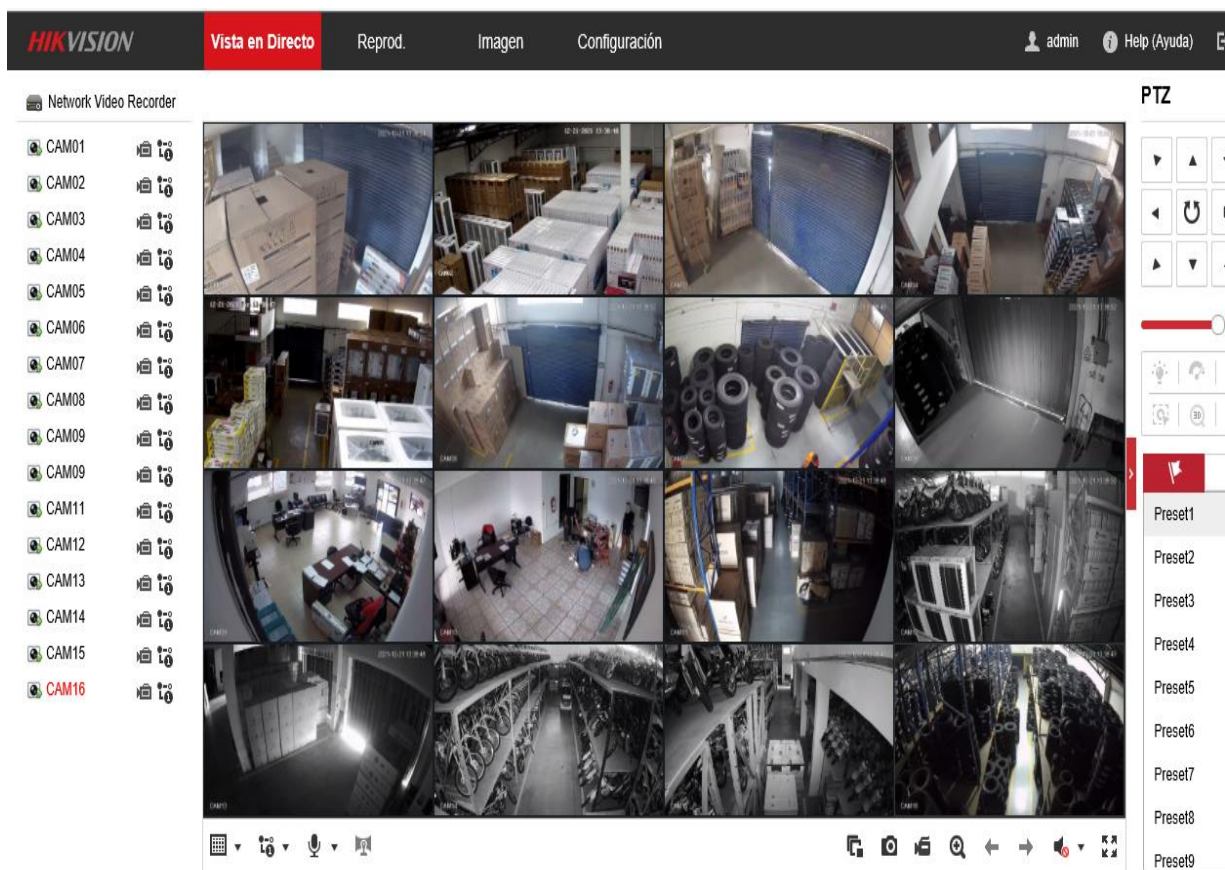 HIKVISION
Vista en Directo
Reprod.
Imagen
Configuración
admin
Help (Ayuda)
Network Video Recorder
PTZ
CAM01
CAM02
CAM03
CAM04
CAM05
CAM06
CAM07
CAM08
CAM09
CAM09
CAM11
CAM12
CAM13
CAM14
CAM15
CAM16
3D
Preset1
Preset2
Preset3
Preset4
Preset5
Preset6
Preset7
Preset8
Preset9